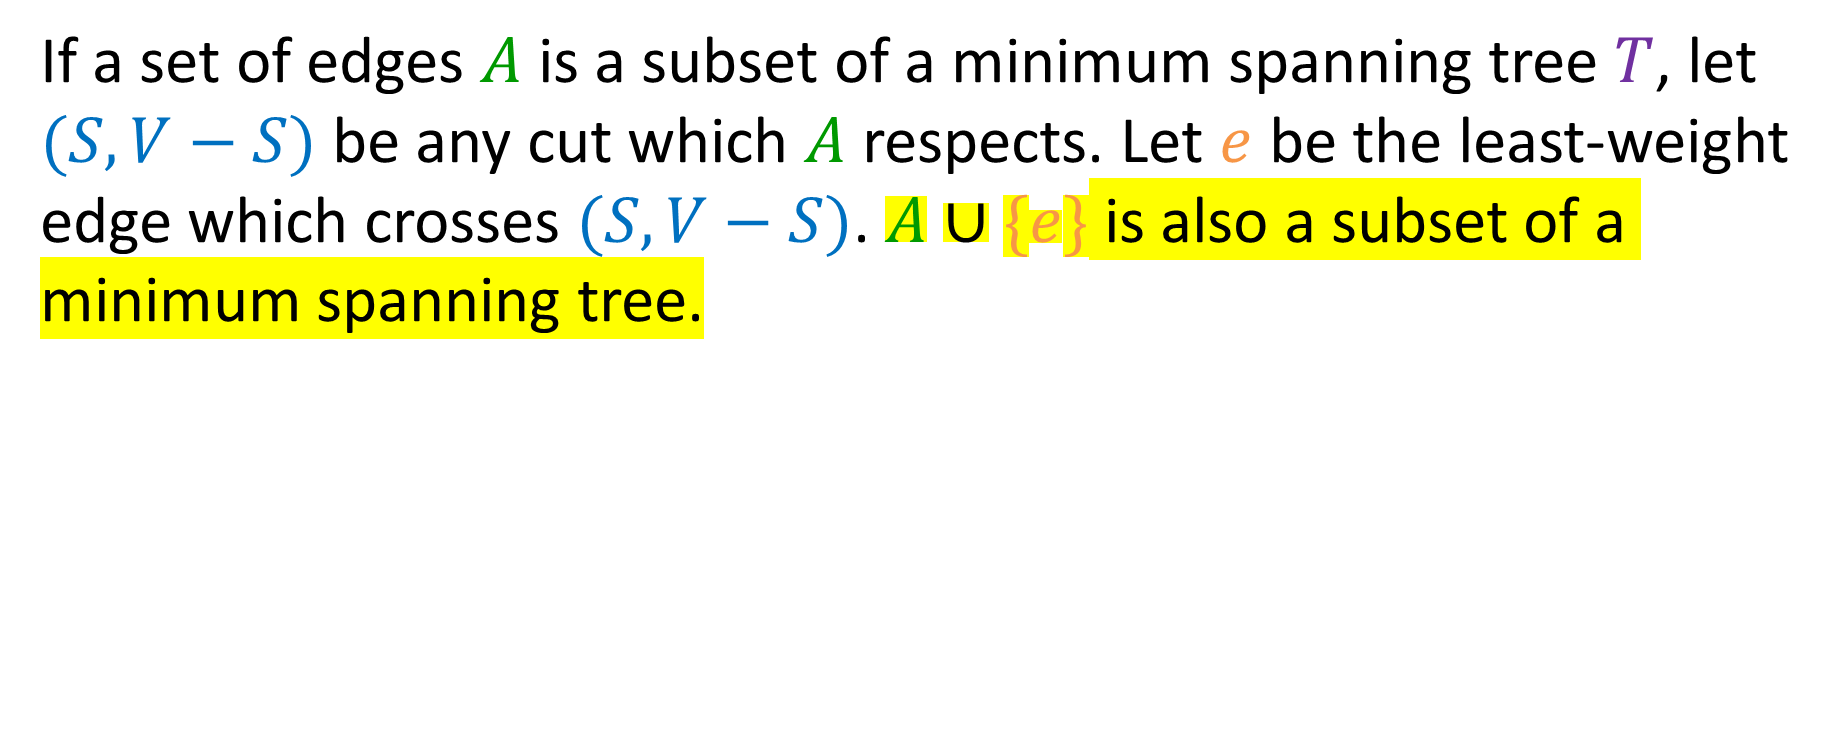 If a set of edges A is a subset of a minimum spanning tree T, let
(S, V − S) be any cut which A respects. Let e be the least-weight
edge which crosses (S, V − S). A ∪ {e} is also a subset of a
minimum spanning tree.